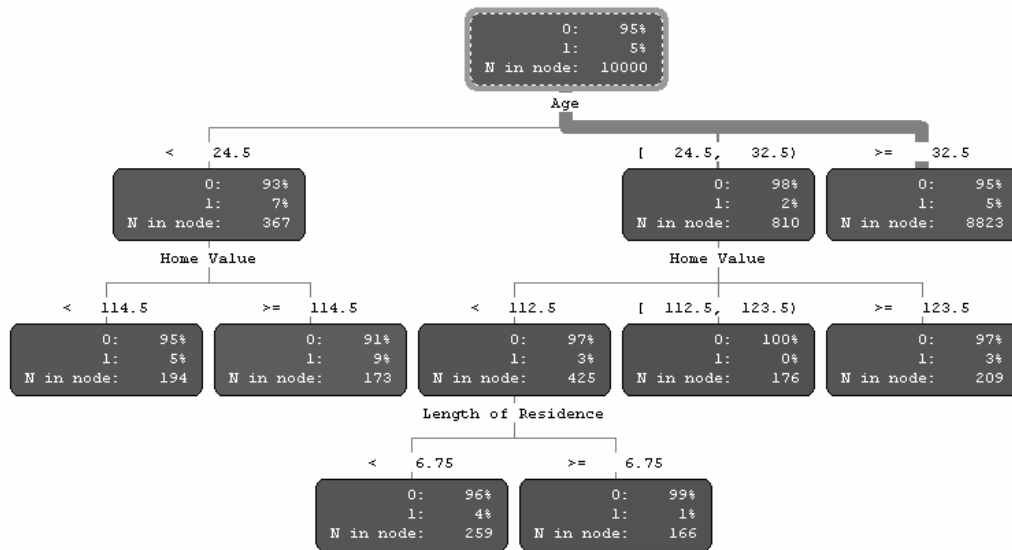 0: 95%
1: 5%
N in node: 10000
Age
< 24.5
[ 24.5, 32.5)
>= 32.5
0: 93%
1: 7%
N in node: 367
0: 98%
1: 2%
N in node: 810
0: 95%
1: 5%
N in node: 8823
Home Value
Home Value
< 114.5
>= 114.5
< 112.5
[ 112.5, 123.5)
>= 123.5
0: 95%
1: 5%
N in node: 194
0: 91%
1: 9%
N in node: 173
0: 97%
1: 3%
N in node: 425
0: 100%
1: 0%
N in node: 176
0: 97%
1: 3%
N in node: 209
Length of Residence
< 6.75
>= 6.75
0: 96%
1: 4%
N in node: 259
0: 99%
1: 1%
N in node: 166